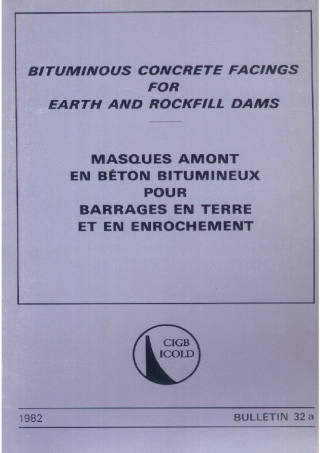 BITUMINOUS CONCRETE FACINGS
FOR
EARTH AND ROCKFILL DAMS
MASQUES AMONT
EN BÉTON BITUMINEUX
POUR
BARRAGES EN TERRE
ET EN ENROCHEMENT
CIGB
ICOLD
1982 BULLETIN 32 a